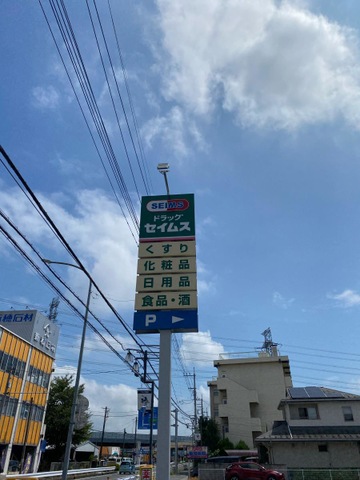 SEIMS
ドラッグ
セイムス
くすり
化粧品
日用品
食品・酒
P